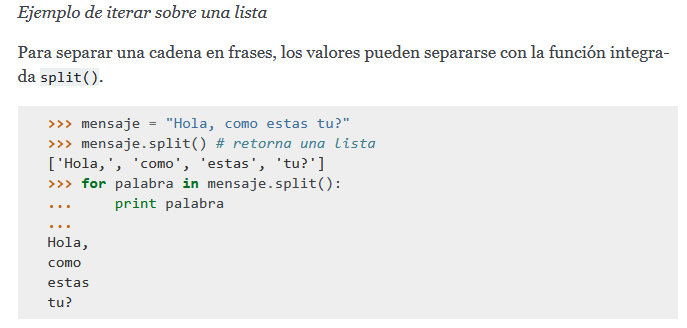 Ejemplo de iterar sobre una lista
Para separar una cadena en frases, los valores pueden separarse con la función integra-
da split().
>>> mensaje = "Hola, como estas tu?"
>>> mensaje.split() # retorna una lista
['Hola,', 'como', 'estas', 'tu?']
>>> for palabra in mensaje.split():
...     print palabra
...
Hola,
como
estas
tu?